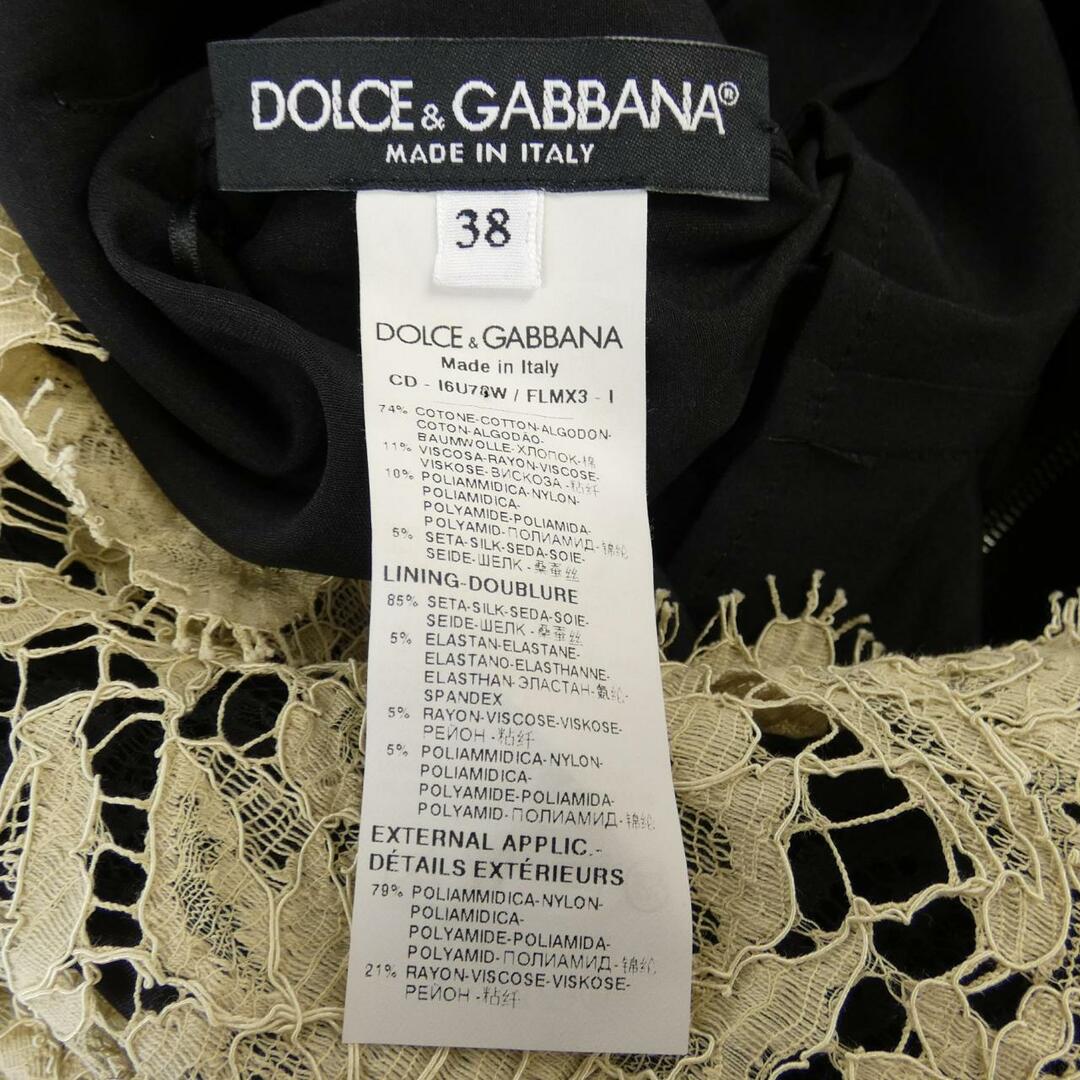 DOLCE & GABBANA®
MADE IN ITALY
38
DOLCE & GABBANA
Made in Italy
CD - I6U78W / FLMX3 - I
74% COTONE-COTTON-ALGODON-
COTON-ALGODÃO-
BAUMWOLLE-ХЛОПОК-棉
11% VISCOSA-RAYON-VISCOSE-
VISKOSE-ВИСКОЗА-粘纤
10% POLIAMMIDICA-NYLON-
POLIAMIDICA-
POLYAMIDE-POLIAMIDA-
POLYAMID-ПОЛИАМИД-锦纶
5% SETA-SILK-SEDA-SOIE-
SEIDE-ШЕЛК-桑蚕丝
LINING-DOUBLURE
85% SETA-SILK-SEDA-SOIE-
SEIDE-ШЕЛК-桑蚕丝
5% ELASTAN-ELASTANE-
ELASTANO-ELASTHANNE-
ELASTHAN-ЭЛАСТАН-氨纶-
SPANDEX
5% RAYON-VISCOSE-VISKOSE-
РЕЙОН-粘纤
5% POLIAMMIDICA-NYLON-
POLIAMIDICA-
POLYAMIDE-POLIAMIDA-
POLYAMID-ПОЛИАМИД-锦纶
EXTERNAL APPLIC.-
DÉTAILS EXTÉRIEURS
79% POLIAMMIDICA-NYLON-
POLIAMIDICA-
POLYAMIDE-POLIAMIDA-
POLYAMID-ПОЛИАМИД-锦纶
21% RAYON-VISCOSE-VISKOSE-
РЕЙОН-粘纤